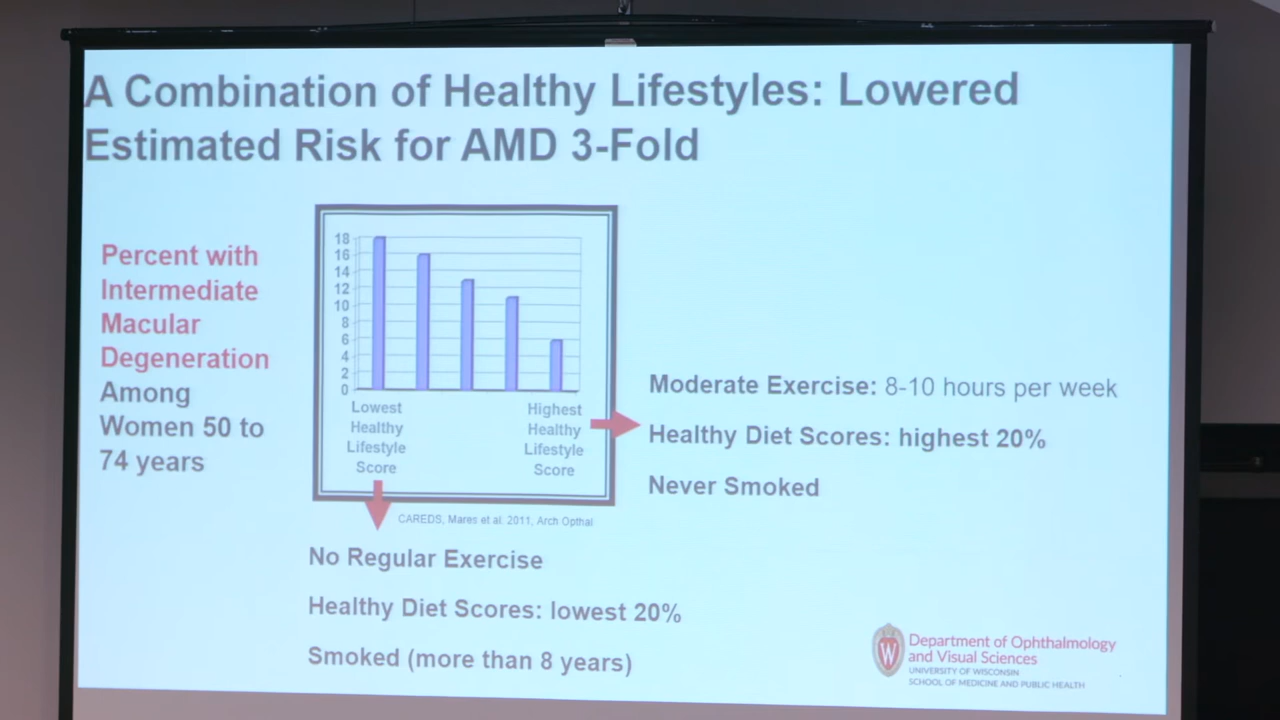 A Combination of Healthy Lifestyles: Lowered
Estimated Risk for AMD 3-Fold
Percent with
Intermediate
Macular
Degeneration
Among
Women 50 to
74 years
18
16
14
12
10
8
6
4
2
0
Lowest
Healthy
Lifestyle
Score
Highest
Healthy
Lifestyle
Score
CAREDS, Mares et al. 2011, Arch Opthal
Moderate Exercise: 8-10 hours per week
Healthy Diet Scores: highest 20%
Never Smoked
No Regular Exercise
Healthy Diet Scores: lowest 20%
Smoked (more than 8 years)
W
Department of Ophthalmology
and Visual Sciences
UNIVERSITY OF WISCONSIN
SCHOOL OF MEDICINE AND PUBLIC HEALTH